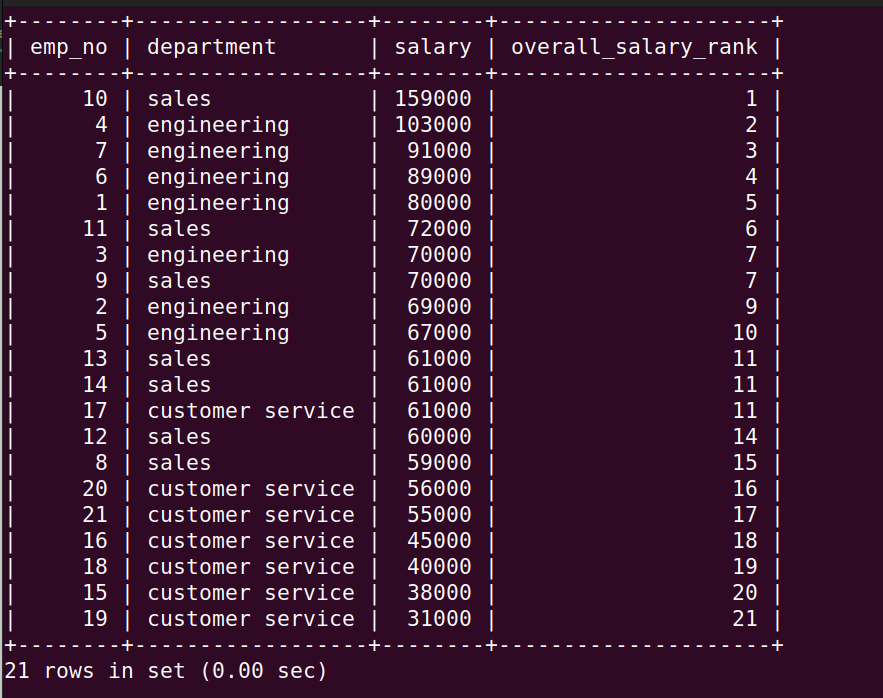 +--------+------------------+--------+---------------------+
| emp_no | department       | salary | overall_salary_rank |
+--------+------------------+--------+---------------------+
|     10 | sales            | 159000 |                   1 |
|      4 | engineering      | 103000 |                   2 |
|      7 | engineering      |  91000 |                   3 |
|      6 | engineering      |  89000 |                   4 |
|      1 | engineering      |  80000 |                   5 |
|     11 | sales            |  72000 |                   6 |
|      3 | engineering      |  70000 |                   7 |
|      9 | sales            |  70000 |                   7 |
|      2 | engineering      |  69000 |                   9 |
|      5 | engineering      |  67000 |                  10 |
|     13 | sales            |  61000 |                  11 |
|     14 | sales            |  61000 |                  11 |
|     17 | customer service |  61000 |                  11 |
|     12 | sales            |  60000 |                  14 |
|      8 | sales            |  59000 |                  15 |
|     20 | customer service |  56000 |                  16 |
|     21 | customer service |  55000 |                  17 |
|     16 | customer service |  45000 |                  18 |
|     18 | customer service |  40000 |                  19 |
|     15 | customer service |  38000 |                  20 |
|     19 | customer service |  31000 |                  21 |
+--------+------------------+--------+---------------------+
21 rows in set (0.00 sec)